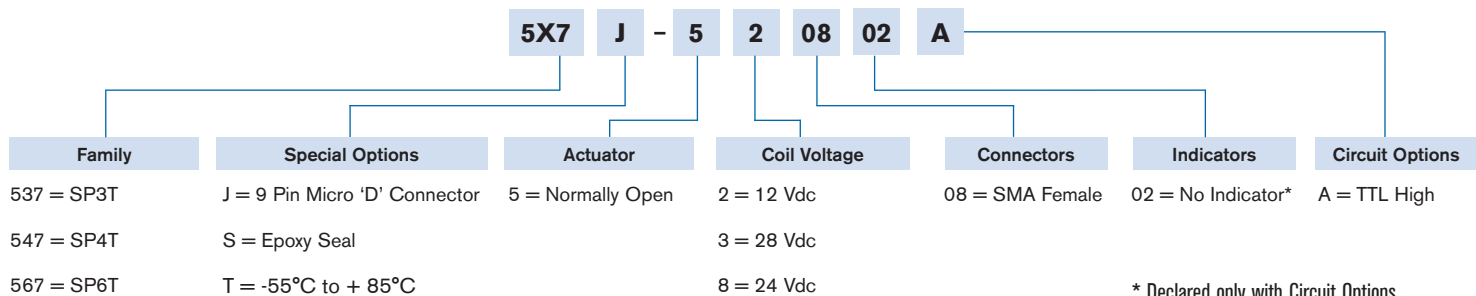 5X7 J – 5 2 08 02 A
Family Special Options Actuator Coil Voltage Connectors Indicators Circuit Options
537 = SP3T J = 9 Pin Micro ‘D’ Connector 5 = Normally Open 2 = 12 Vdc 08 = SMA Female 02 = No Indicator* A = TTL High
547 = SP4T S = Epoxy Seal 3 = 28 Vdc
567 = SP6T T = -55°C to + 85°C 8 = 24 Vdc * Declared only with Circuit Options